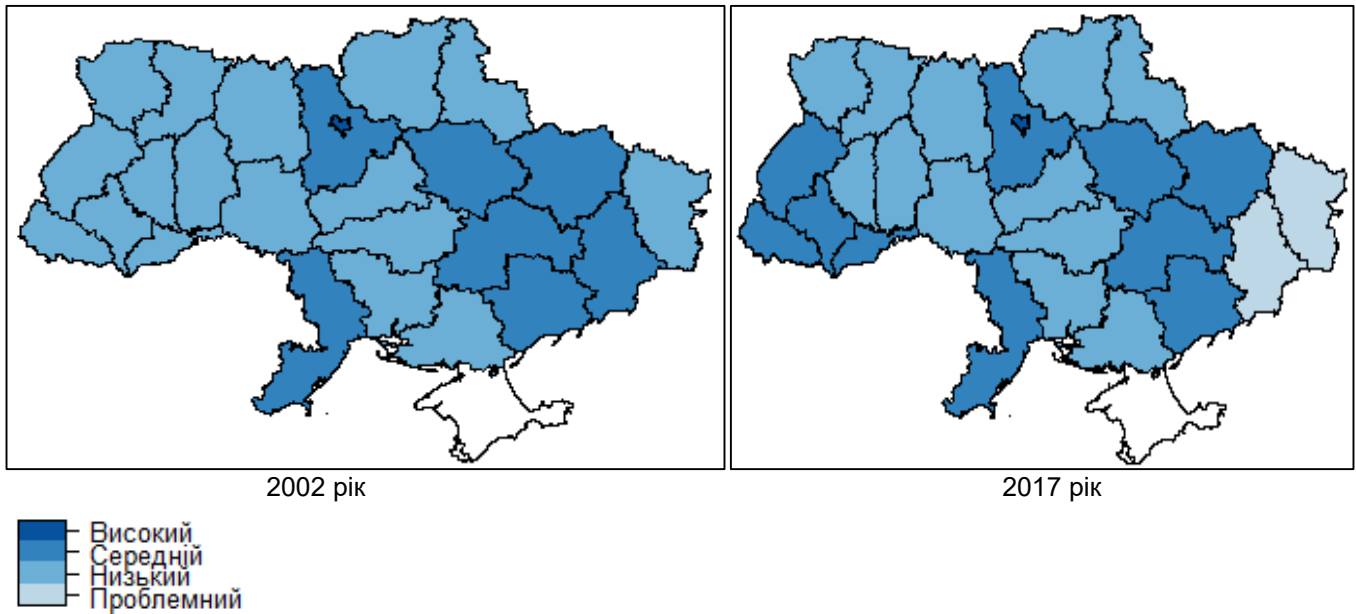 2002 рік
2017 рік
Високий
Середній
Низький
Проблемний